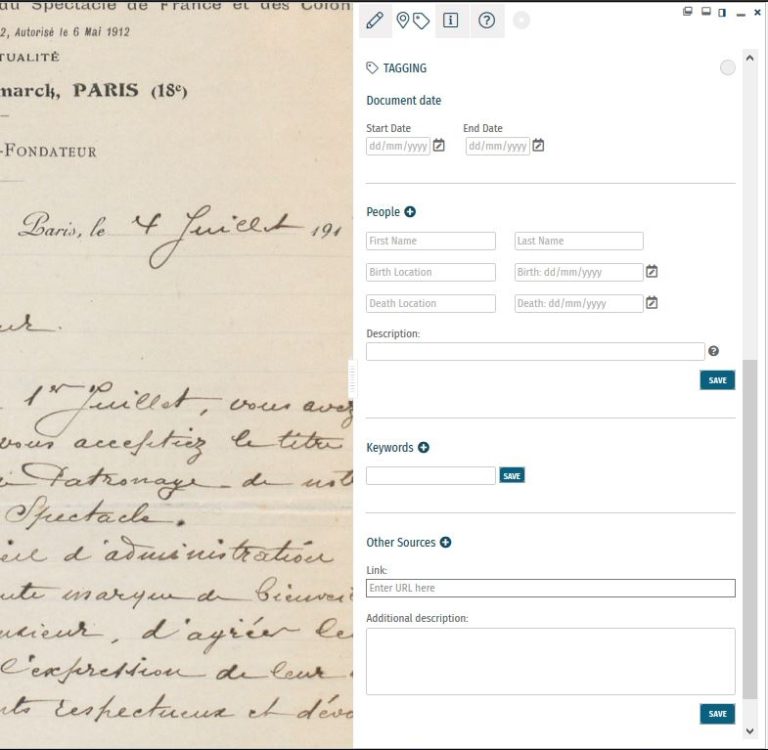 du Spectacle de France et des Colon
2, Autorisé le 6 Mai 1912
TUALITÉ
marck, PARIS (18e)
-FONDATEUR
Paris, le 4 Juillet 191
ur.
1er Juillet, vous avez
vous acceptiez le titre
Patronage de not
Spectacle.
eil d'administration
ute marque de bienvei
nsieur, d'agréer le
l'expression de leur
nts respectueux et dévo
TAGGING
Document date
Start Date End Date
dd/mm/yyyy dd/mm/yyyy
People
First Name Last Name
Birth Location Birth: dd/mm/yyyy
Death Location Death: dd/mm/yyyy
Description:
SAVE
Keywords
SAVE
Other Sources
Link:
Enter URL here
Additional description:
SAVE